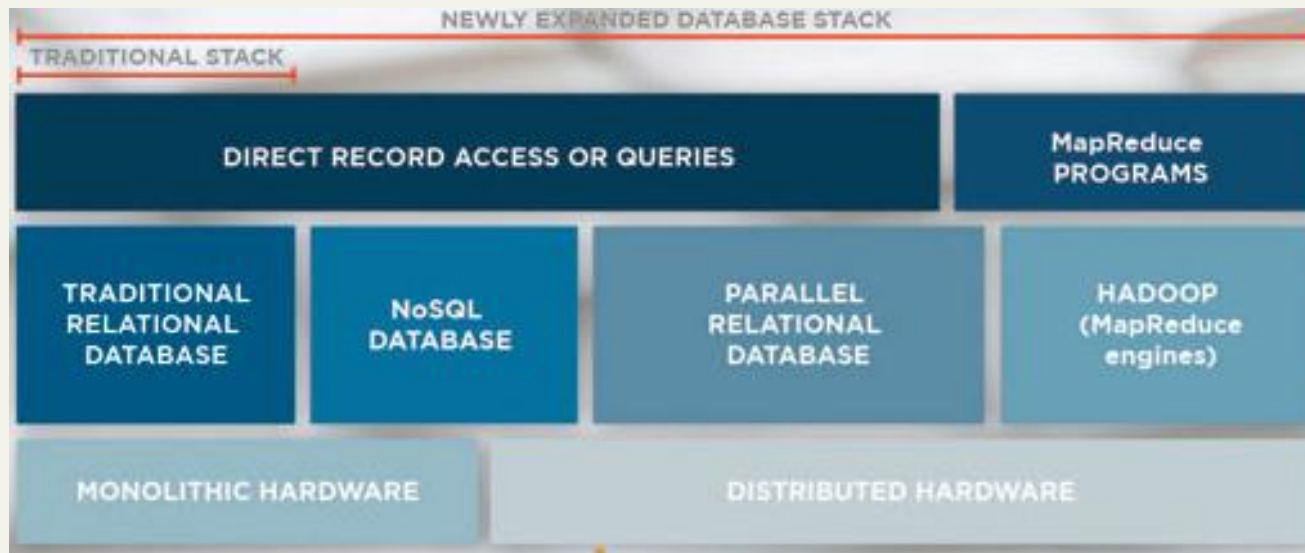 NEWLY EXPANDED DATABASE STACK
TRADITIONAL STACK
DIRECT RECORD ACCESS OR QUERIES
MapReduce
PROGRAMS
TRADITIONAL
RELATIONAL
DATABASE
NoSQL
DATABASE
PARALLEL
RELATIONAL
DATABASE
HADOOP
(MapReduce
engines)
MONOLITHIC HARDWARE
DISTRIBUTED HARDWARE